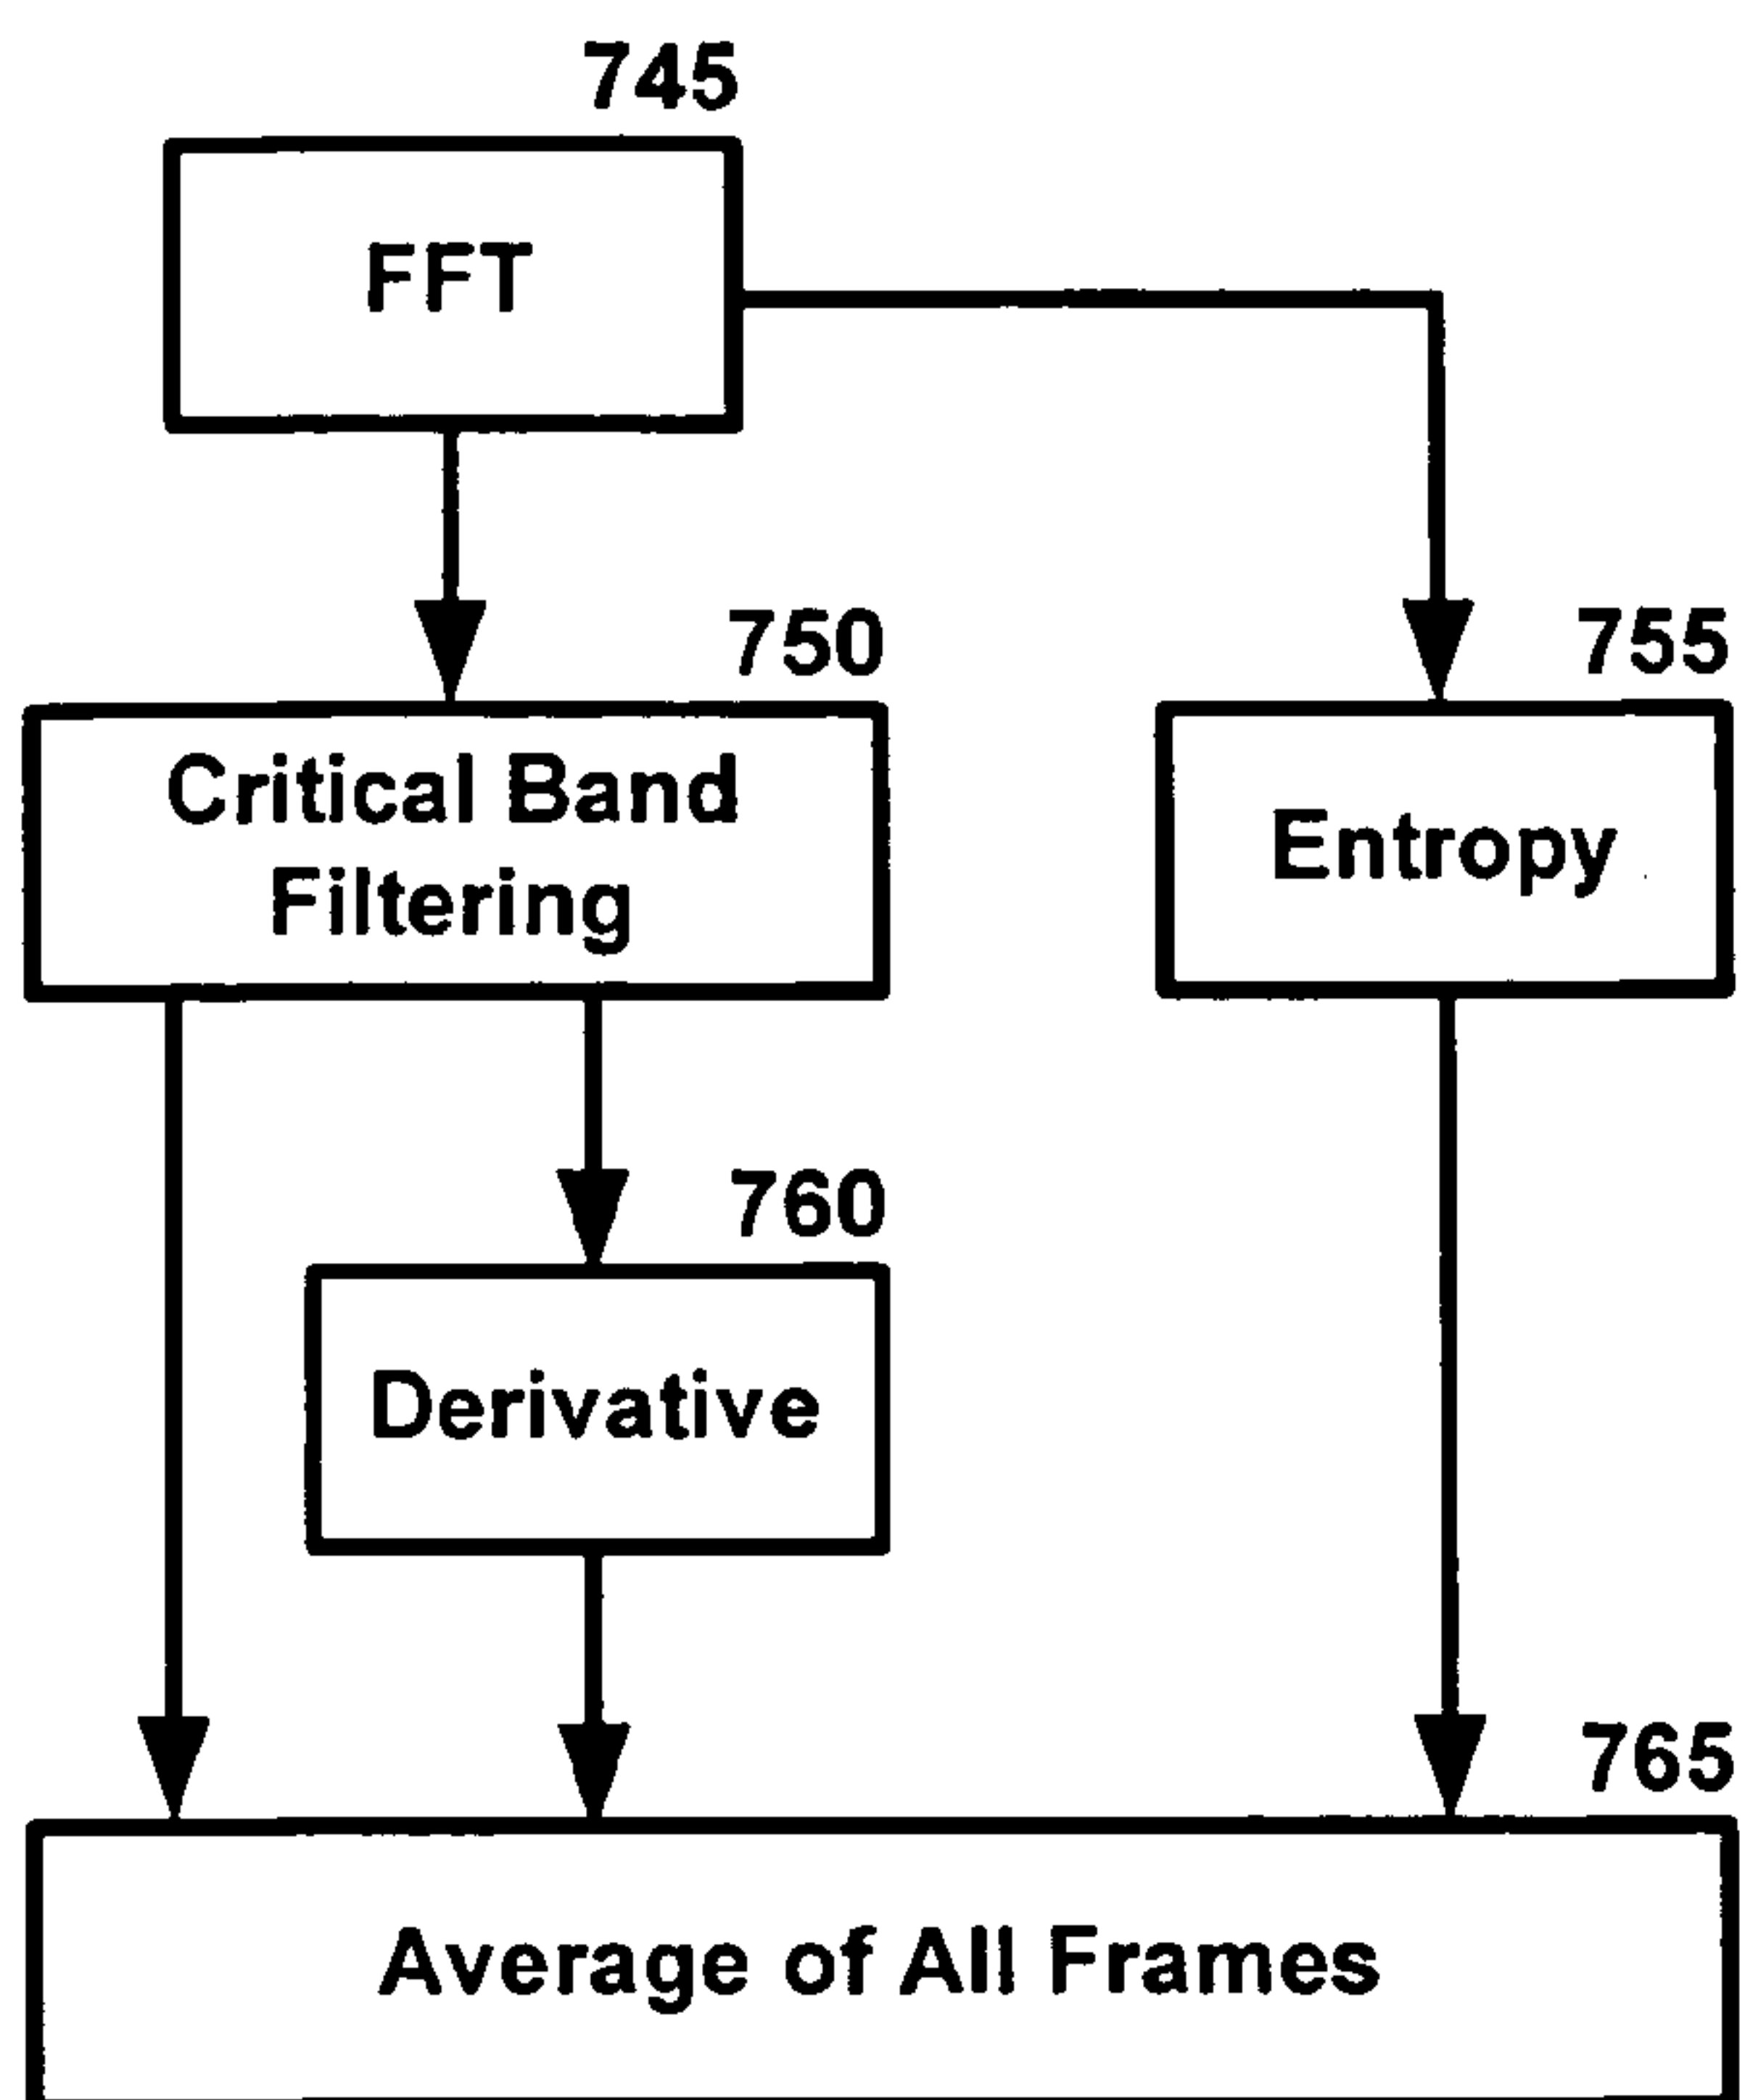 745
FFT
750
755
Critical Band
Filtering
Entropy
760
Derivative
765
Average of All Frames